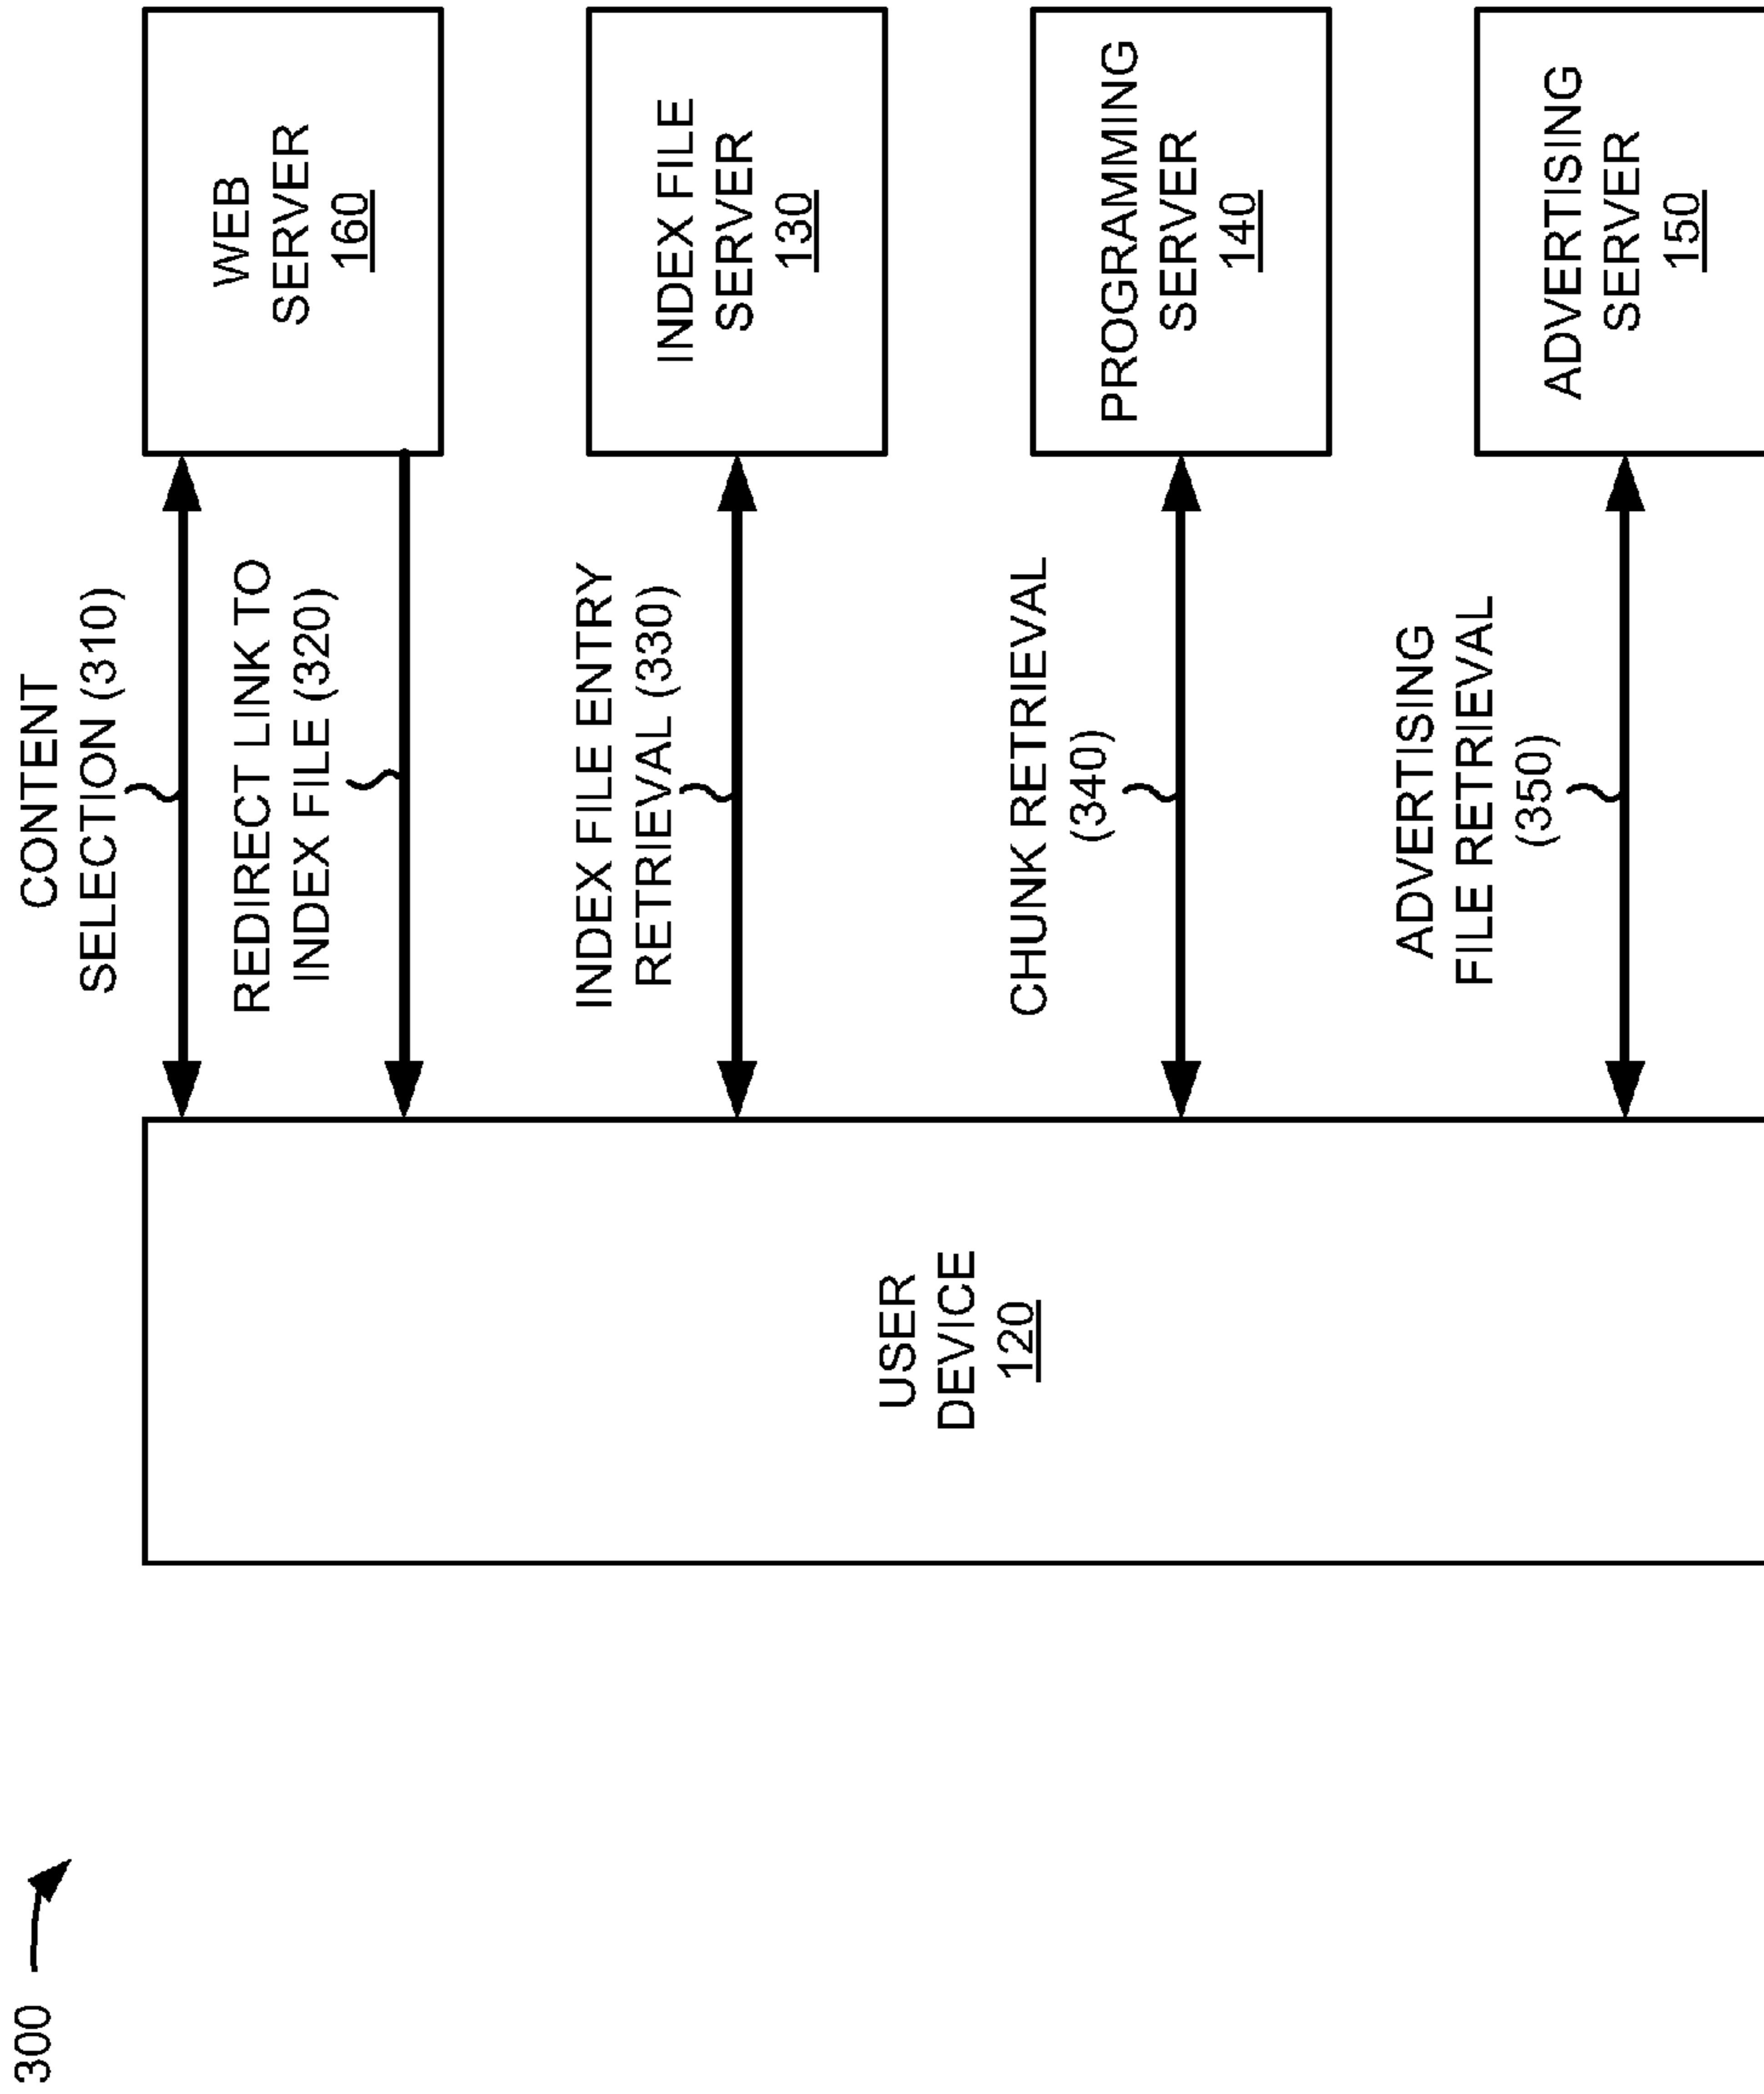 300
USER
DEVICE
120
CONTENT
SELECTION (310)
REDIRECT LINK TO
INDEX FILE (320)
INDEX FILE ENTRY
RETRIEVAL (330)
CHUNK RETRIEVAL
(340)
ADVERTISING
FILE RETRIEVAL
(350)
WEB
SERVER
160
INDEX FILE
SERVER
130
PROGRAMMING
SERVER
140
ADVERTISING
SERVER
150